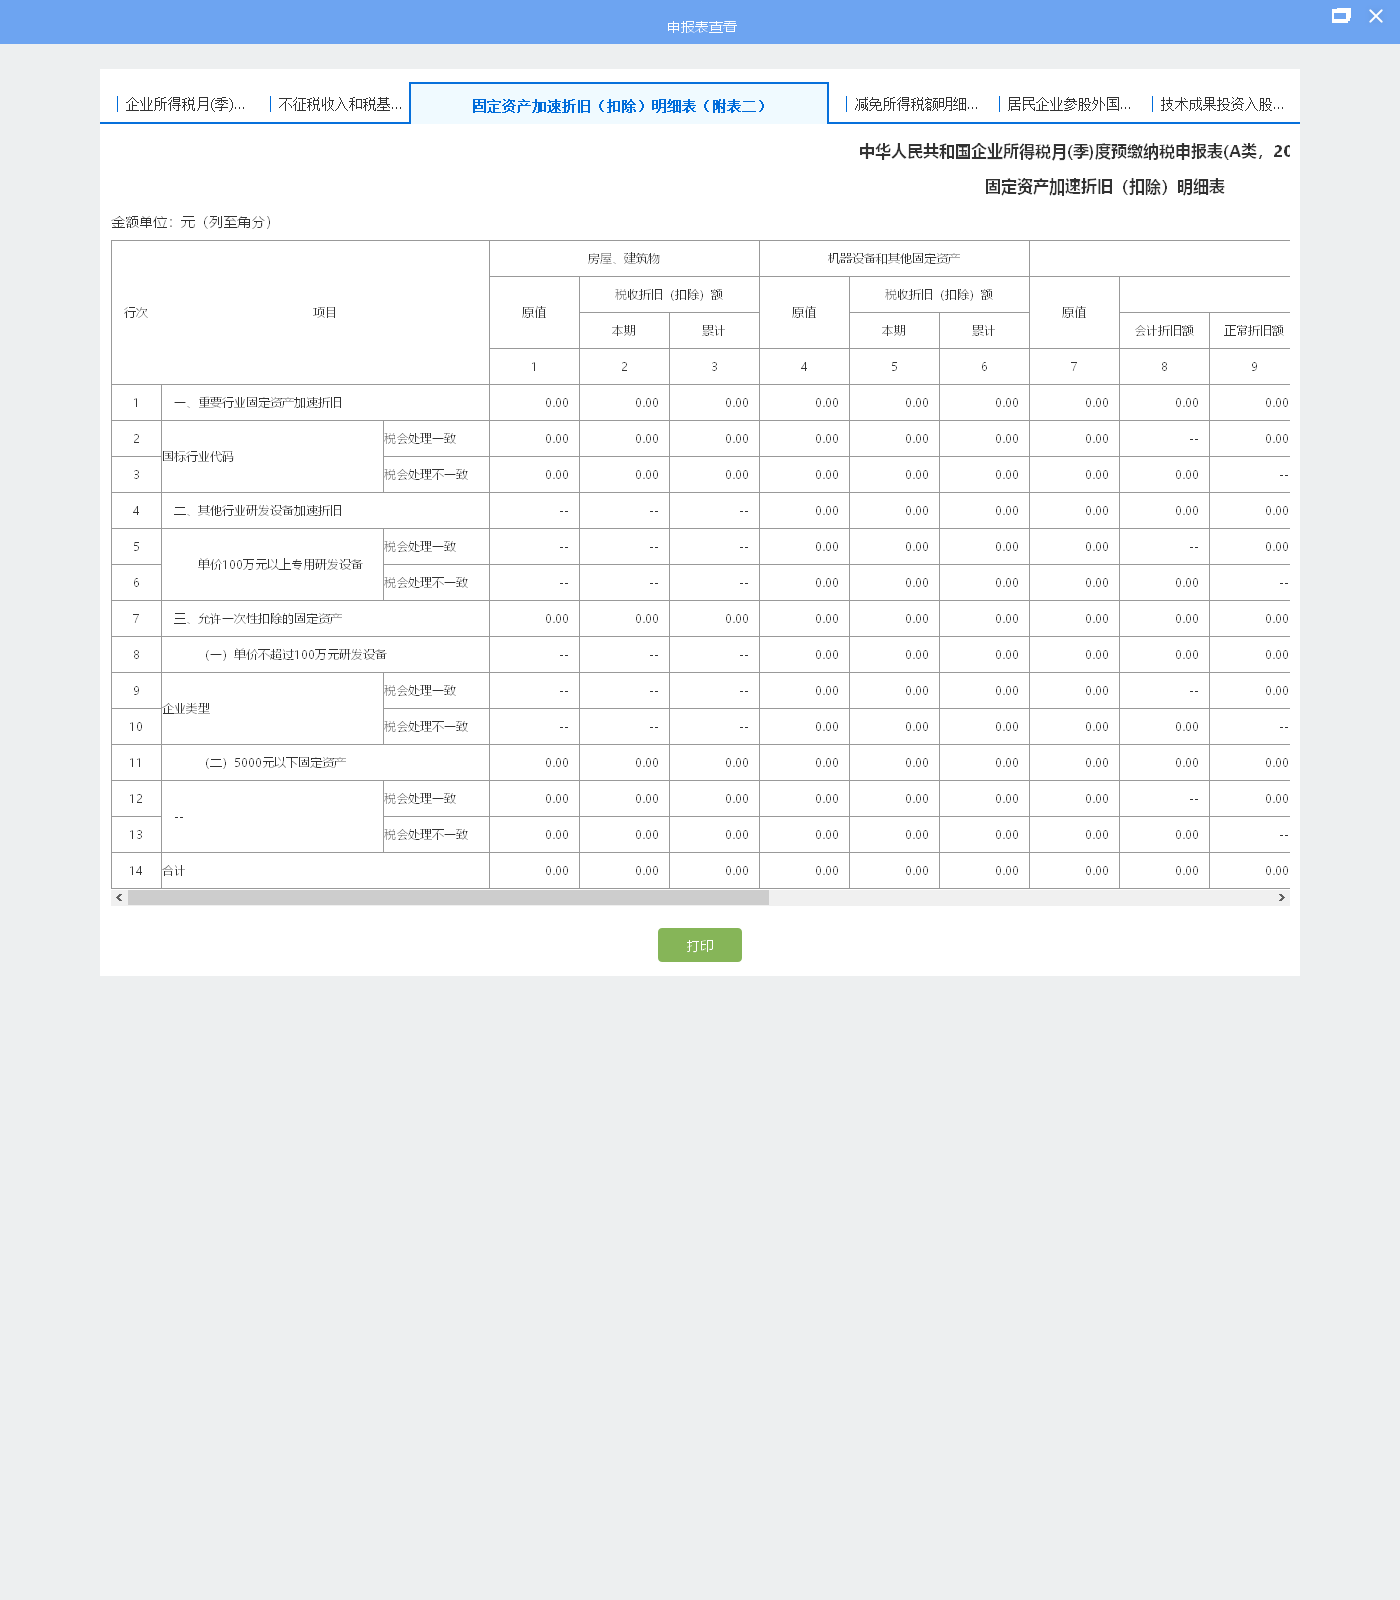 申报表查看
企业所得税月(季)...
不征税收入和税基...
固定资产加速折旧（扣除）明细表（附表二）
减免所得税额明细...
居民企业参股外国...
技术成果投资入股...
中华人民共和国企业所得税月(季)度预缴纳税申报表(A类，20
固定资产加速折旧（扣除）明细表
金额单位：元（列至角分）
行次 项目 房屋、建筑物 机器设备和其他固定资产
原值 税收折旧（扣除）额 原值 税收折旧（扣除）额 原值
本期 累计 本期 累计 会计折旧额 正常折旧额
1 2 3 4 5 6 7 8 9
1 一、重要行业固定资产加速折旧 0.00 0.00 0.00 0.00 0.00 0.00 0.00 0.00 0.00
国标行业代码
2 税会处理一致 0.00 0.00 0.00 0.00 0.00 0.00 0.00 -- 0.00
3 税会处理不一致 0.00 0.00 0.00 0.00 0.00 0.00 0.00 0.00 --
4 二、其他行业研发设备加速折旧 -- -- -- 0.00 0.00 0.00 0.00 0.00 0.00
单价100万元以上专用研发设备
5 税会处理一致 -- -- -- 0.00 0.00 0.00 0.00 -- 0.00
6 税会处理不一致 -- -- -- 0.00 0.00 0.00 0.00 0.00 --
7 三、允许一次性扣除的固定资产 0.00 0.00 0.00 0.00 0.00 0.00 0.00 0.00 0.00
8 （一）单价不超过100万元研发设备 -- -- -- 0.00 0.00 0.00 0.00 0.00 0.00
企业类型
9 税会处理一致 -- -- -- 0.00 0.00 0.00 0.00 -- 0.00
10 税会处理不一致 -- -- -- 0.00 0.00 0.00 0.00 0.00 --
11 （二）5000元以下固定资产 0.00 0.00 0.00 0.00 0.00 0.00 0.00 0.00 0.00
--
12 税会处理一致 0.00 0.00 0.00 0.00 0.00 0.00 0.00 -- 0.00
13 税会处理不一致 0.00 0.00 0.00 0.00 0.00 0.00 0.00 0.00 --
14 合计 0.00 0.00 0.00 0.00 0.00 0.00 0.00 0.00 0.00
打印